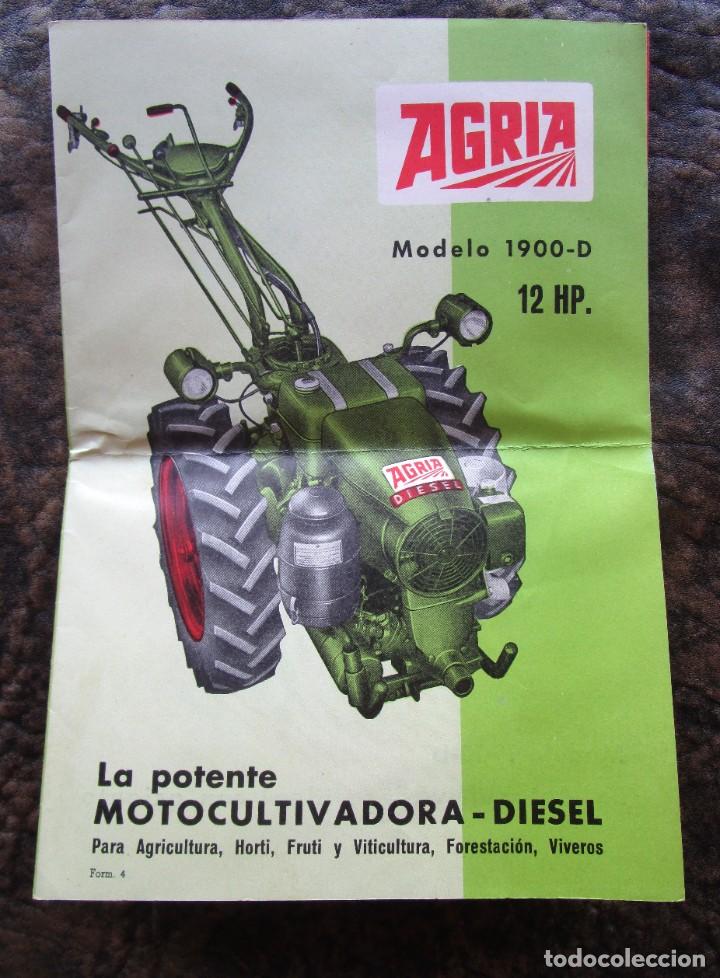 AGRIA
Modelo 1900-D
12 HP.
AGRIA
DIESEL
La potente
MOTOCULTIVADORA - DIESEL
Para Agricultura, Horti, Fruti y Viticultura, Forestación, Viveros
Form. 4
todocoleccion